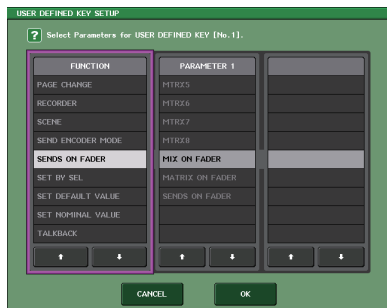 USER DEFINED KEY SETUP
? Select Parameters for USER DEFINED KEY [No.1].
FUNCTION
PAGE CHANGE
RECORDER
SCENE
SEND ENCODER MODE
SENDS ON FADER
SET BY SEL
SET DEFAULT VALUE
SET NOMINAL VALUE
TALKBACK
PARAMETER 1
MTRX5
MTRX6
MTRX7
MTRX8
MIX ON FADER
MATRIX ON FADER
SENDS ON FADER
CANCEL
OK